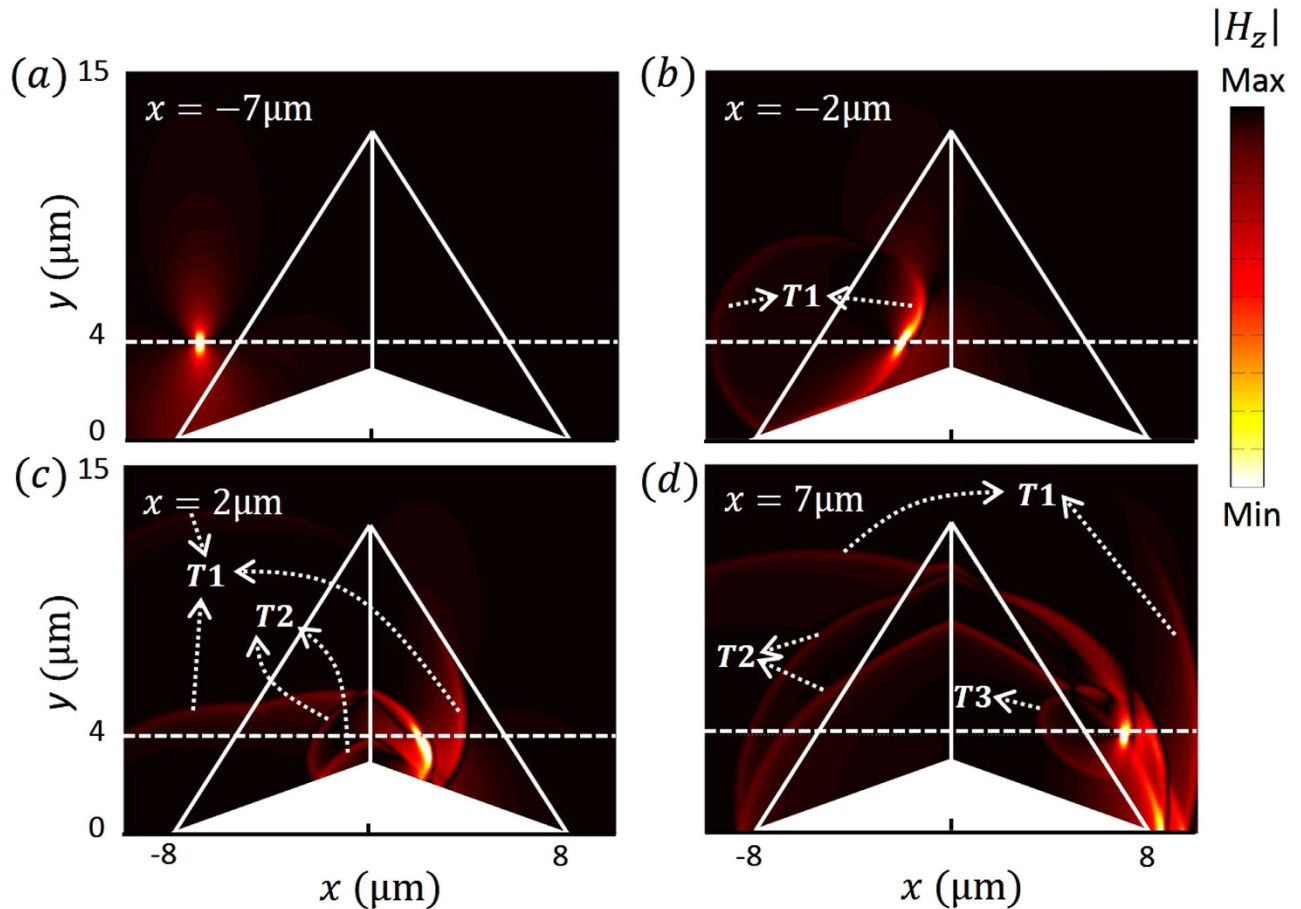 |H_z|
Max
Min
(a)
15
x = −7μm
y (μm)
4
0
(b)
x = −2μm
T1
(c)
15
x = 2μm
T1
T2
y (μm)
4
0
-8
8
x (μm)
(d)
x = 7μm
T1
T2
T3
-8
8
x (μm)